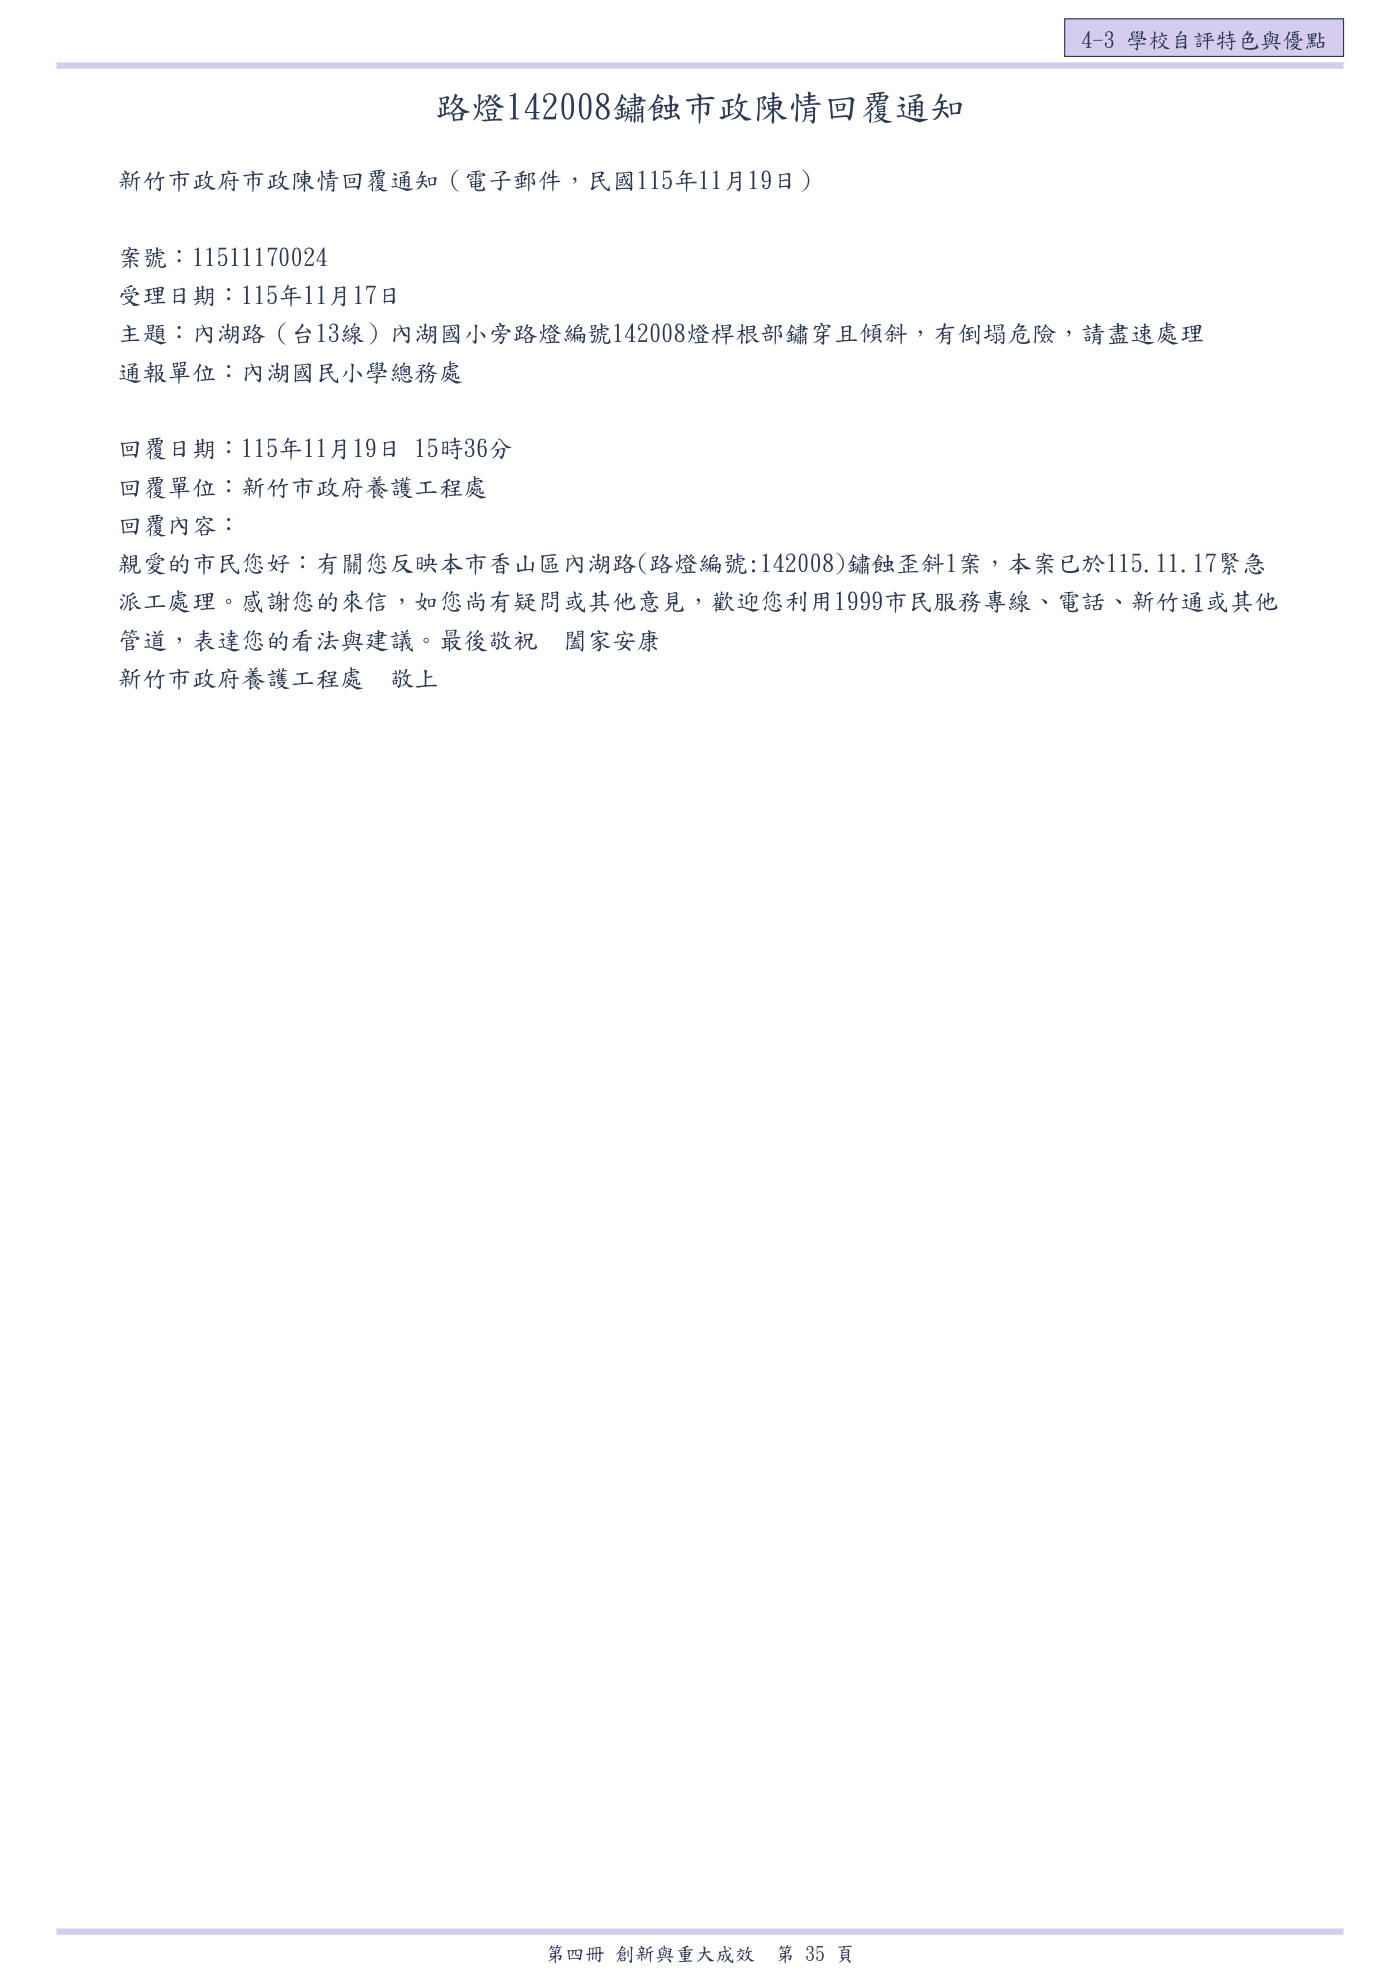 4-3 學校自評特色與優點
路燈142008鏽蝕市政陳情回覆通知
新竹市政府市政陳情回覆通知（電子郵件，民國115年11月19日）
案號：11511170024
受理日期：115年11月17日
主題：內湖路（台13線）內湖國小旁路燈編號142008燈桿根部鏽穿且傾斜，有倒塌危險，請盡速處理
通報單位：內湖國民小學總務處
回覆日期：115年11月19日 15時36分
回覆單位：新竹市政府養護工程處
回覆內容：
親愛的市民您好：有關您反映本市香山區內湖路(路燈編號:142008)鏽蝕歪斜1案，本案已於115.11.17緊急
派工處理。感謝您的來信，如您尚有疑問或其他意見，歡迎您利用1999市民服務專線、電話、新竹通或其他
管道，表達您的看法與建議。最後敬祝　闔家安康
新竹市政府養護工程處　敬上
第四冊 創新與重大成效　第 35 頁